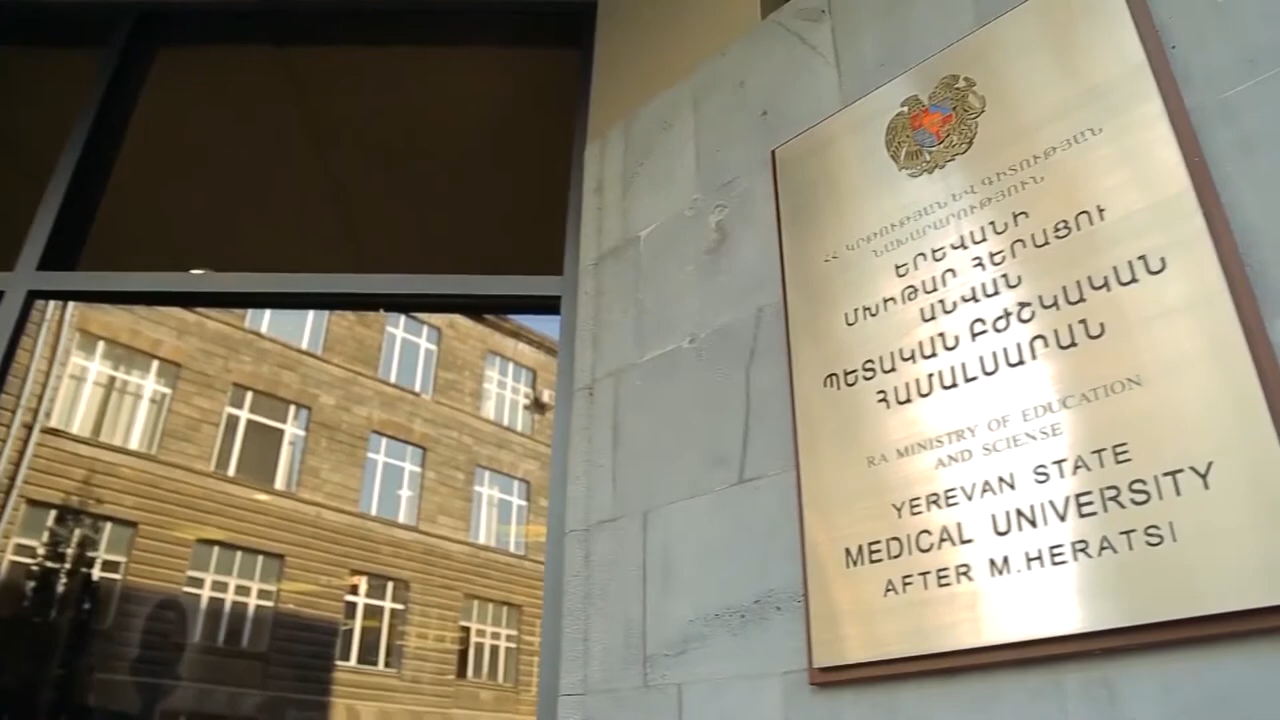 ՀՀ ԿՐԹՈՒԹՅԱՆ ԵՎ ԳԻՏՈՒԹՅԱՆ
ՆԱԽԱՐԱՐՈՒԹՅՈՒՆ
ԵՐԵՎԱՆԻ
ՄԽԻԹԱՐ ՀԵՐԱՑՈՒ
ԱՆՎԱՆ
ՊԵՏԱԿԱՆ ԲԺՇԿԱԿԱՆ
ՀԱՄԱԼՍԱՐԱՆ
RA MINISTRY OF EDUCATION
AND SCIENSE
YEREVAN STATE
MEDICAL UNIVERSITY
AFTER M.HERATSI